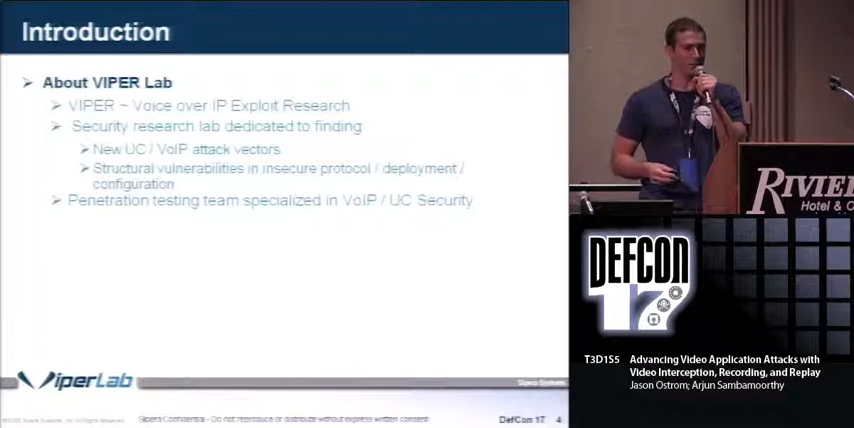 Introduction
About VIPER Lab
VIPER ~ Voice over IP Exploit Research
Security research lab dedicated to finding
New UC / VoIP attack vectors
Structural vulnerabilities in insecure protocol / deployment /
configuration
Penetration testing team specialized in VoIP / UC Security
ViperLab
Sipera Systems
Sipera Confidential - Do not reproduce or distribute without express written consent
DefCon 17 4
RIVIE
Hotel & C
DEFCON
17
T3D1S5 Advancing Video Application Attacks with
Video Interception, Recording, and Replay
Jason Ostrom; Arjun Sambamoorthy